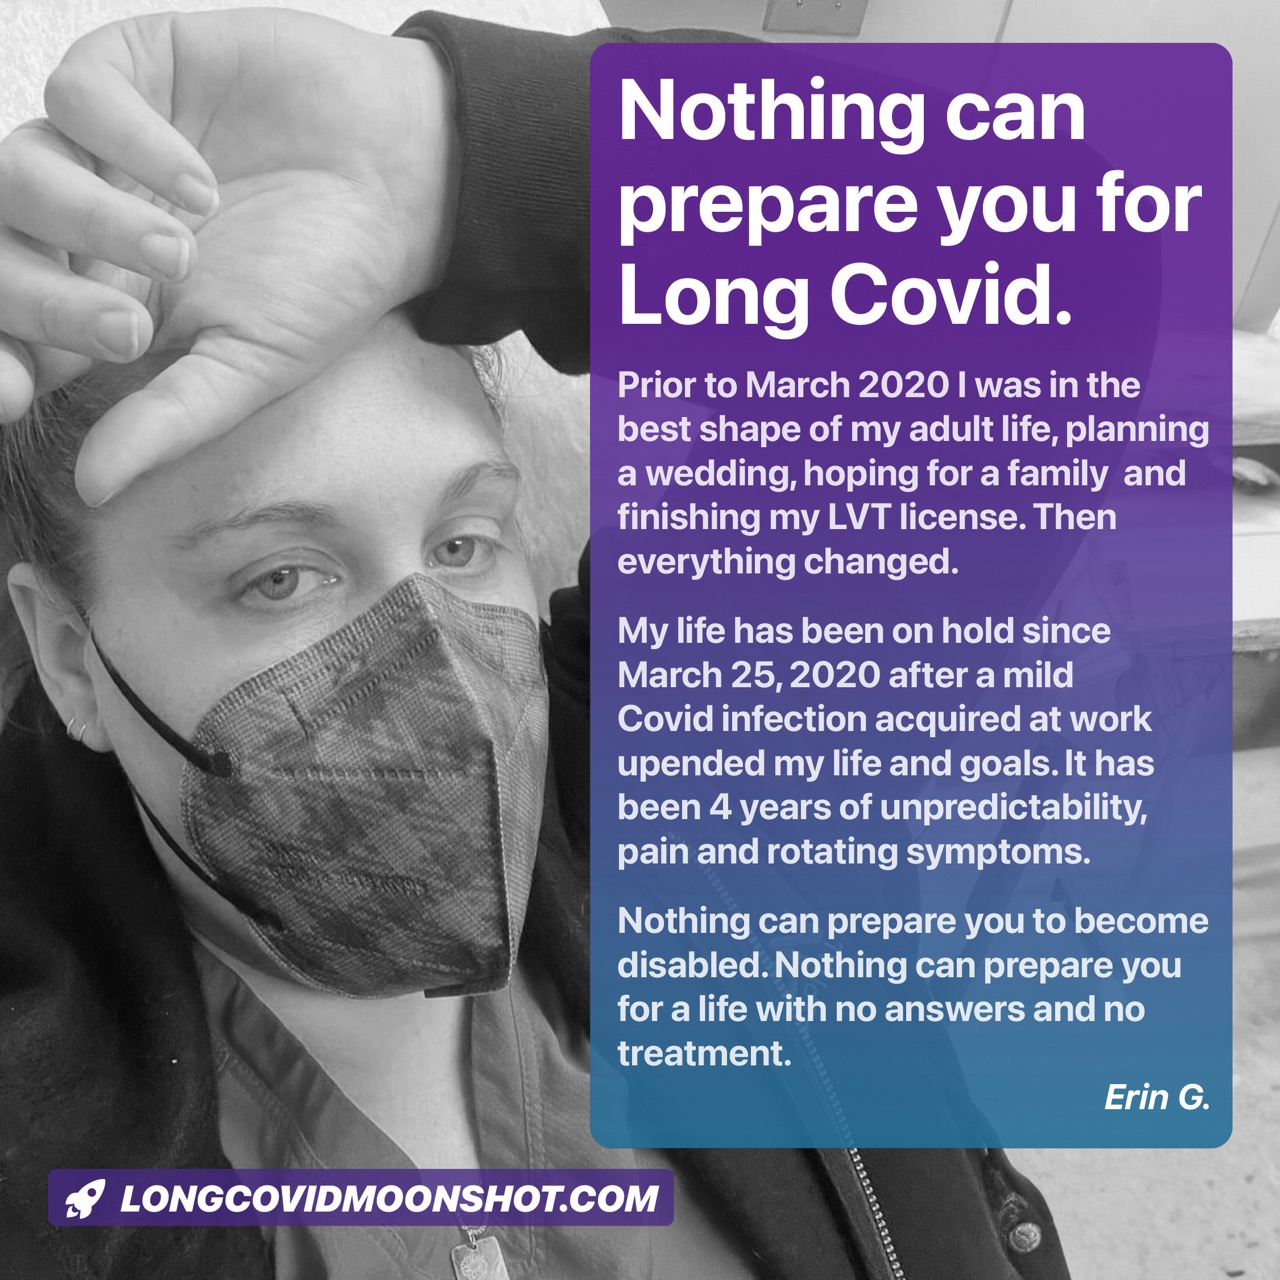 Nothing can
prepare you for
Long Covid.
Prior to March 2020 I was in the
best shape of my adult life, planning
a wedding, hoping for a family and
finishing my LVT license. Then
everything changed.
My life has been on hold since
March 25, 2020 after a mild
Covid infection acquired at work
upended my life and goals. It has
been 4 years of unpredictability,
pain and rotating symptoms.
Nothing can prepare you to become
disabled. Nothing can prepare you
for a life with no answers and no
treatment.
Erin G.
LONGCOVIDMOONSHOT.COM